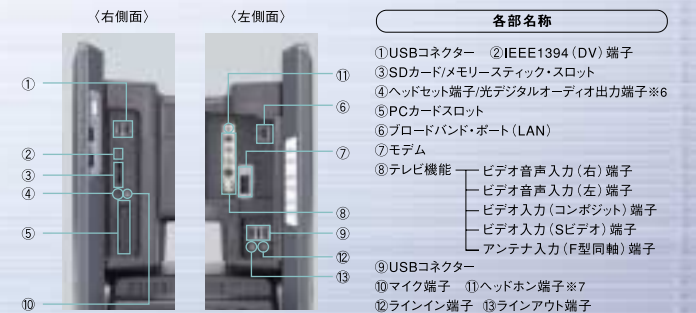 〈右側面〉
〈左側面〉
①
②
③
④
⑤
⑩
⑪
⑥
⑦
⑧
⑨
⑫
⑬
各部名称
①USBコネクター ②IEEE1394(DV)端子
③SDカード/メモリースティック・スロット
④ヘッドセット端子/光デジタルオーディオ出力端子※6
⑤PCカードスロット
⑥ブロードバンド・ポート(LAN)
⑦モデム
⑧テレビ機能 ビデオ音声入力(右)端子
ビデオ音声入力(左)端子
ビデオ入力(コンポジット)端子
ビデオ入力(Sビデオ)端子
アンテナ入力(F型同軸)端子
⑨USBコネクター
⑩マイク端子 ⑪ヘッドホン端子※7
⑫ラインイン端子 ⑬ラインアウト端子